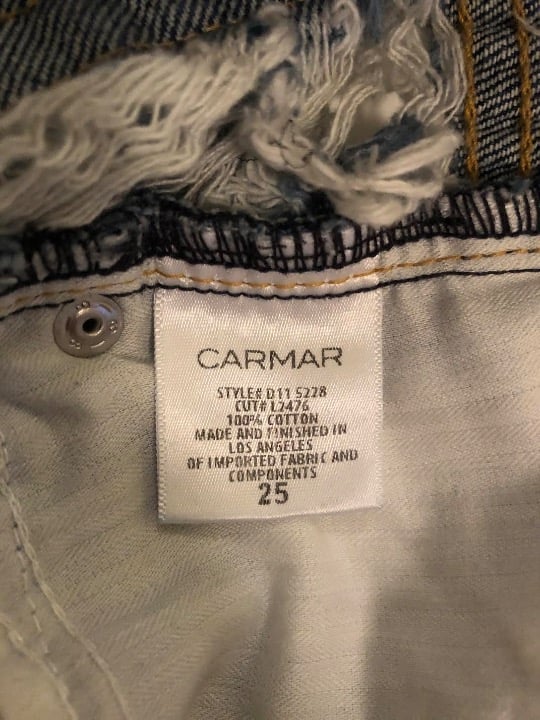 CARMAR
STYLE# D11 5228
CUT# L2476
100% COTTON
MADE AND FINISHED IN
LOS ANGELES
OF IMPORTED FABRIC AND
COMPONENTS
25